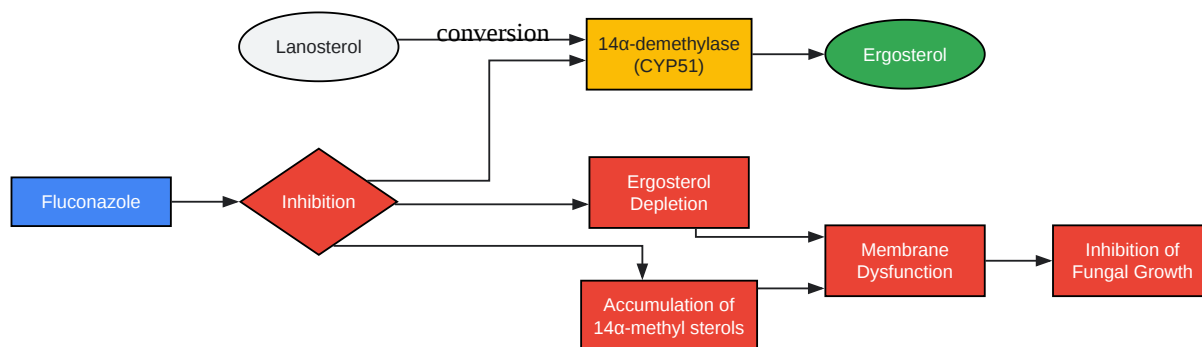 Lanosterol
conversion
14α-demethylase
(CYP51)
Ergosterol
Fluconazole
Inhibition
Ergosterol
Depletion
Accumulation of
14α-methyl sterols
Membrane
Dysfunction
Inhibition of
Fungal Growth